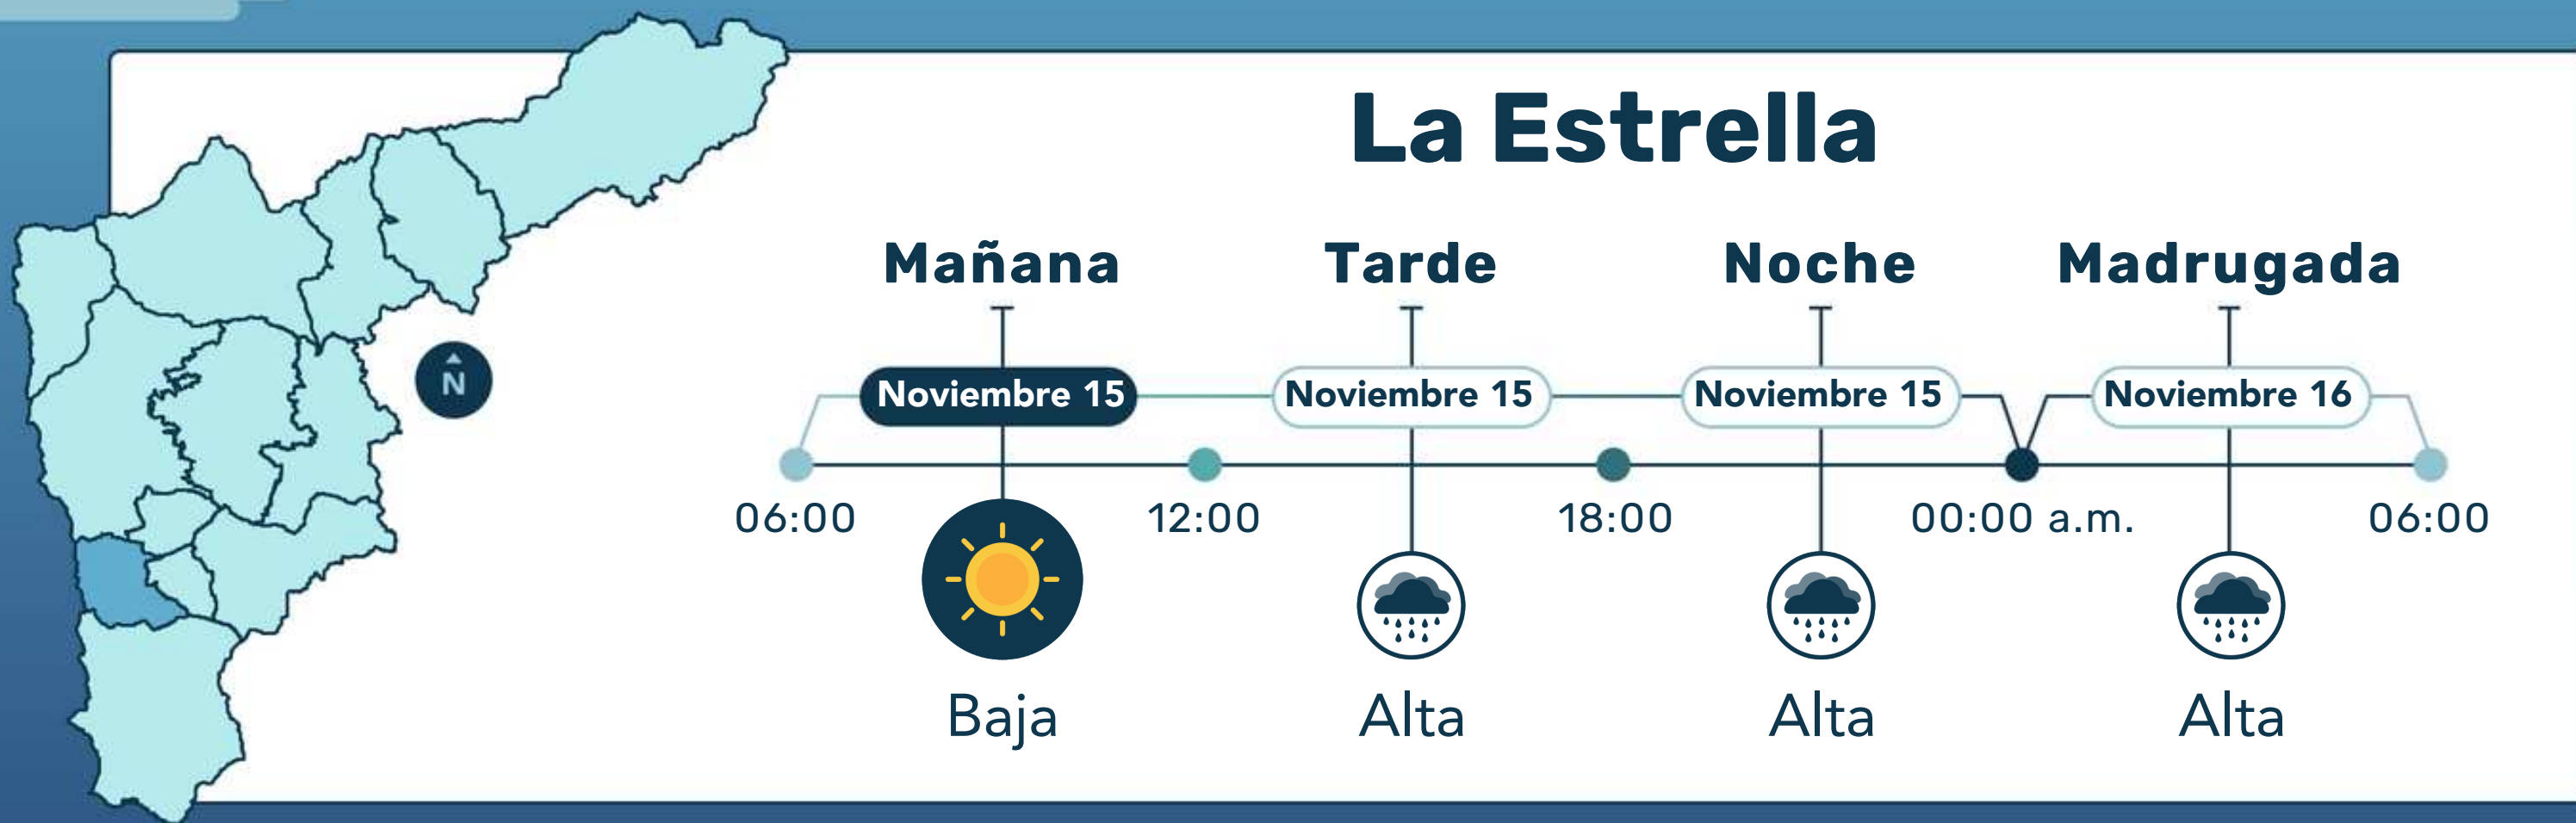 La Estrella
Mañana Tarde Noche Madrugada
N
Noviembre 15 Noviembre 15 Noviembre 15 Noviembre 16
06:00 12:00 18:00 00:00 a.m. 06:00
Baja Alta Alta Alta